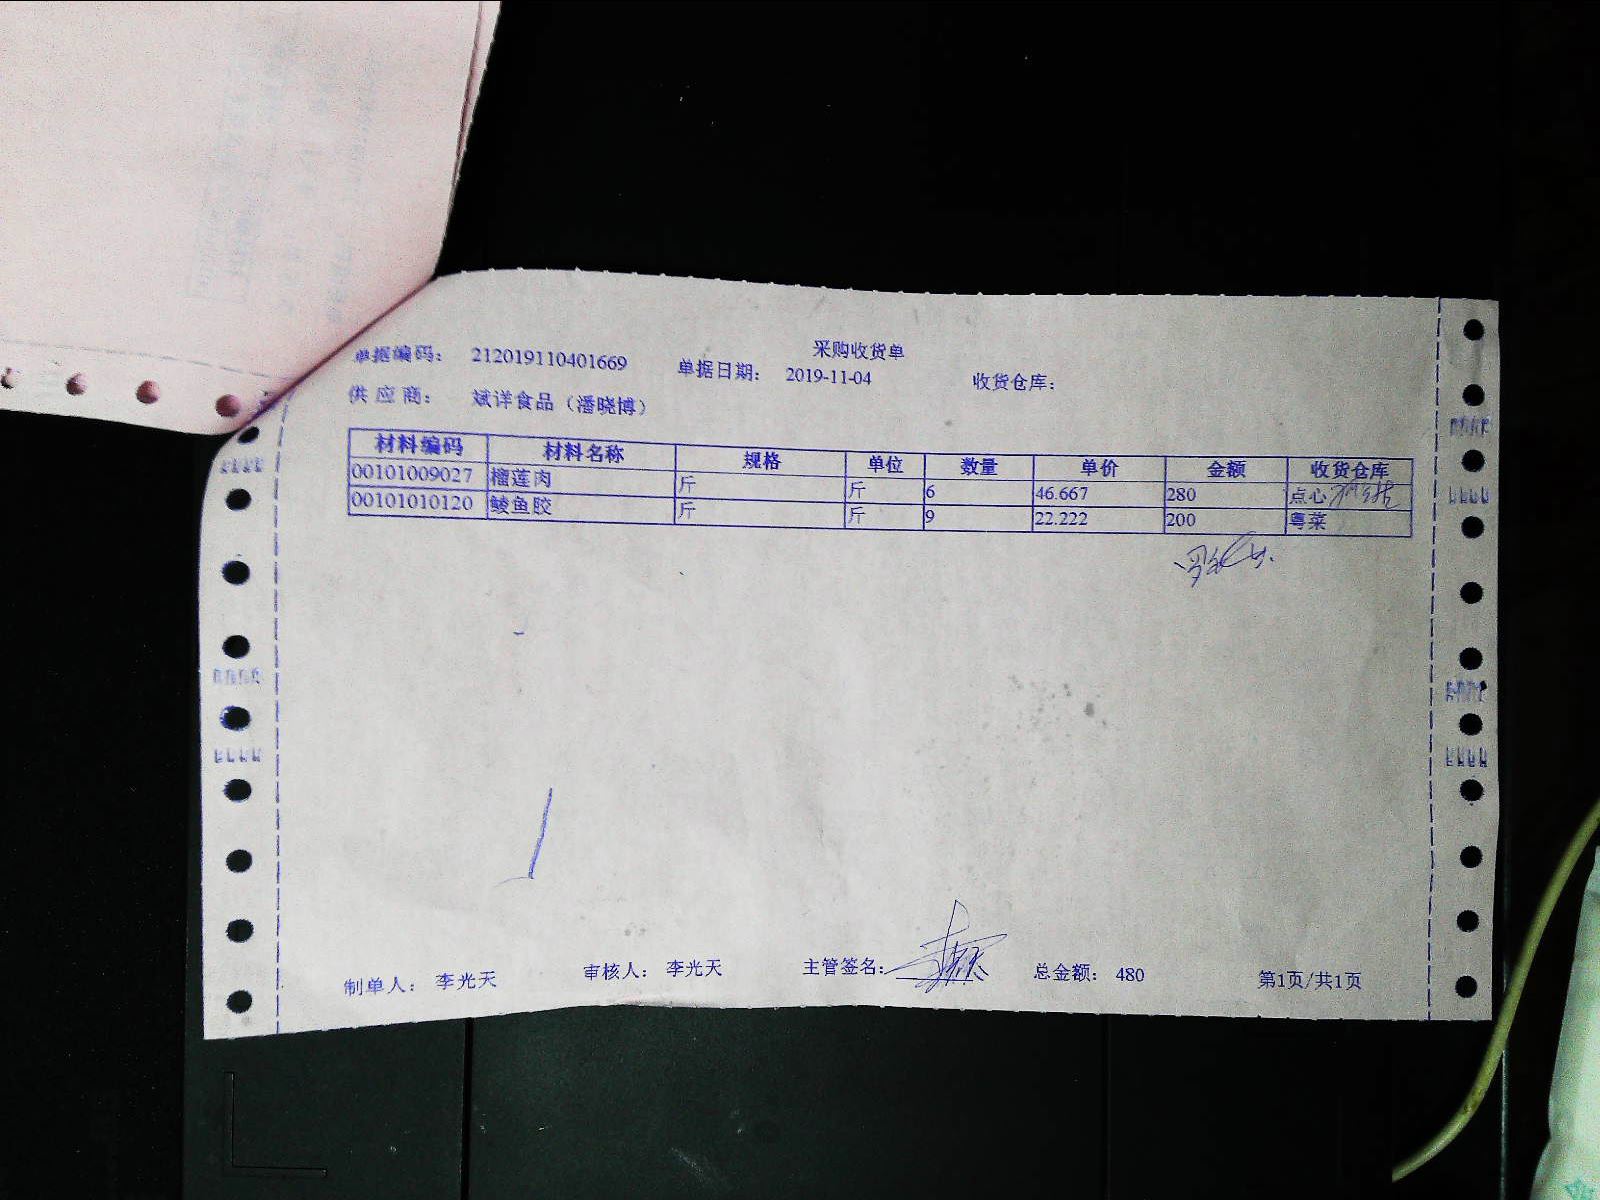 采购收货单
单据编码: 212019110401669 单据日期: 2019-11-04 收货仓库:
供应商: 斌洋食品（潘晓博）
材料编码 材料名称 规格 单位 数量 单价 金额 收货仓库
00101009027 榴莲肉 斤 斤 6 46.667 280 点心
00101010120 鲮鱼胶 斤 斤 9 22.222 200 粤菜
制单人: 李光天 审核人: 李光天 主管签名: 总金额: 480 第1页/共1页